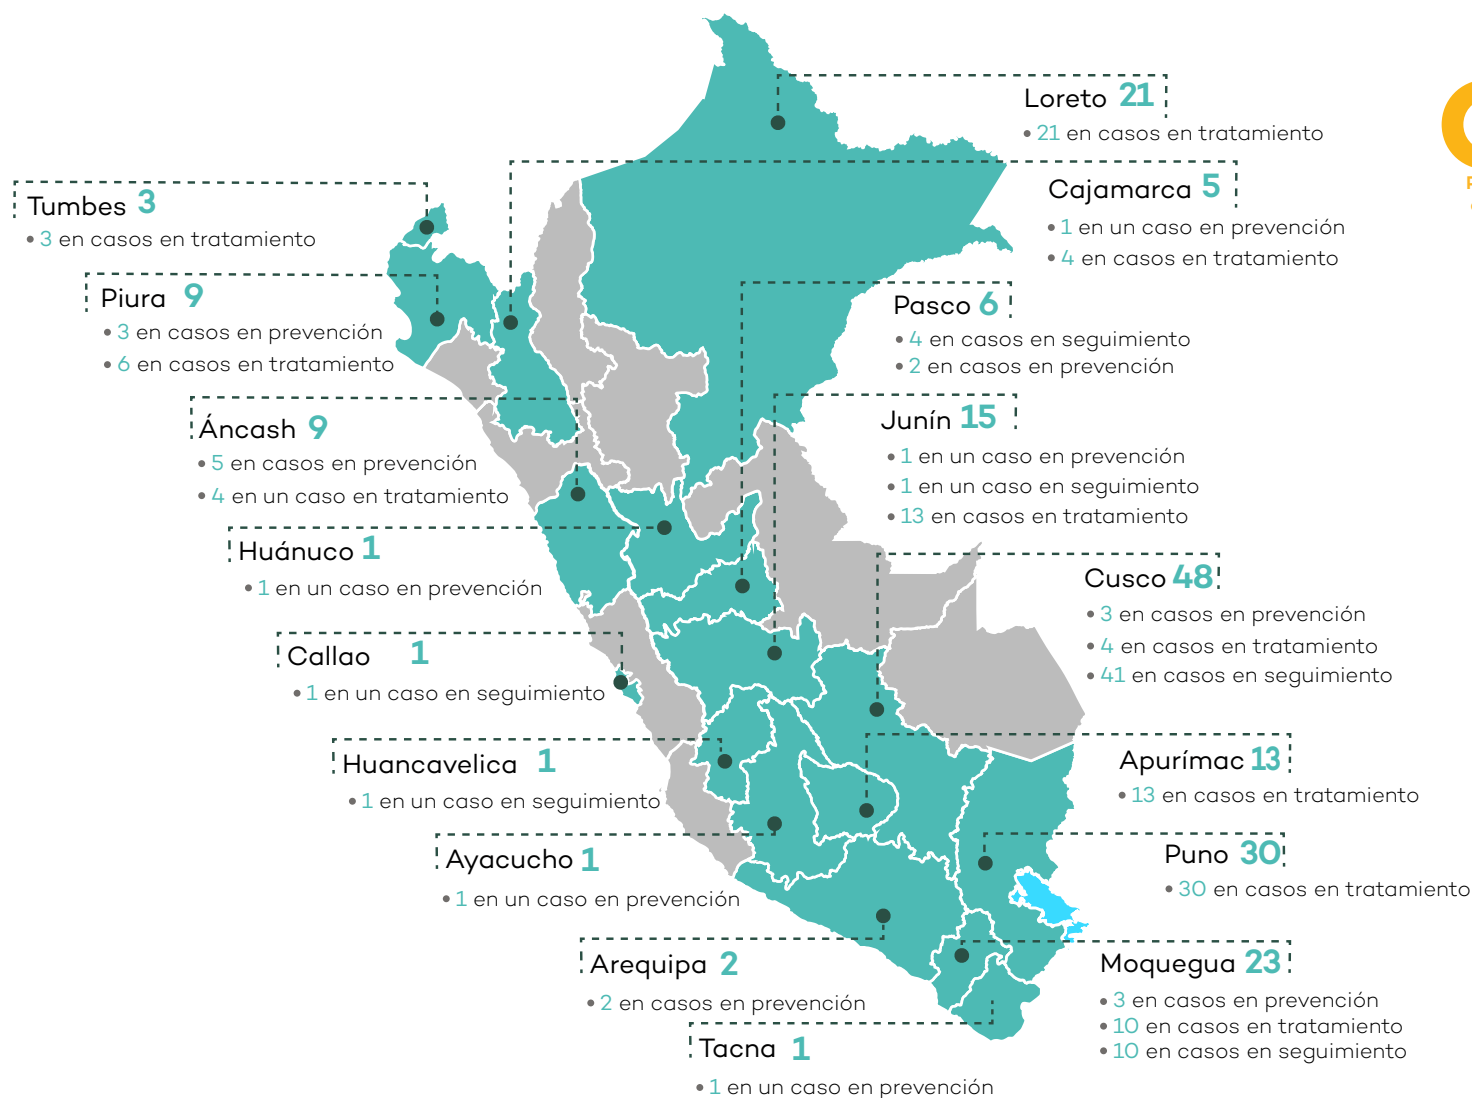 Loreto 21
• 21 en casos en tratamiento
Cajamarca 5
• 1 en un caso en prevención
• 4 en casos en tratamiento
Tumbes 3
• 3 en casos en tratamiento
Piura 9
• 3 en casos en prevención
• 6 en casos en tratamiento
Pasco 6
• 4 en casos en seguimiento
• 2 en casos en prevención
Áncash 9
• 5 en casos en prevención
• 4 en un caso en tratamiento
Junín 15
• 1 en un caso en prevención
• 1 en un caso en seguimiento
• 13 en casos en tratamiento
Huánuco 1
• 1 en un caso en prevención
Cusco 48
• 3 en casos en prevención
• 4 en casos en tratamiento
• 41 en casos en seguimiento
Callao 1
• 1 en un caso en seguimiento
Huancavelica 1
• 1 en un caso en seguimiento
Apurímac 13
• 13 en casos en tratamiento
Ayacucho 1
• 1 en un caso en prevención
Puno 30
• 30 en casos en tratamiento
Arequipa 2
• 2 en casos en prevención
Moquegua 23
• 3 en casos en prevención
• 10 en casos en tratamiento
• 10 en casos en seguimiento
Tacna 1
• 1 en un caso en prevención